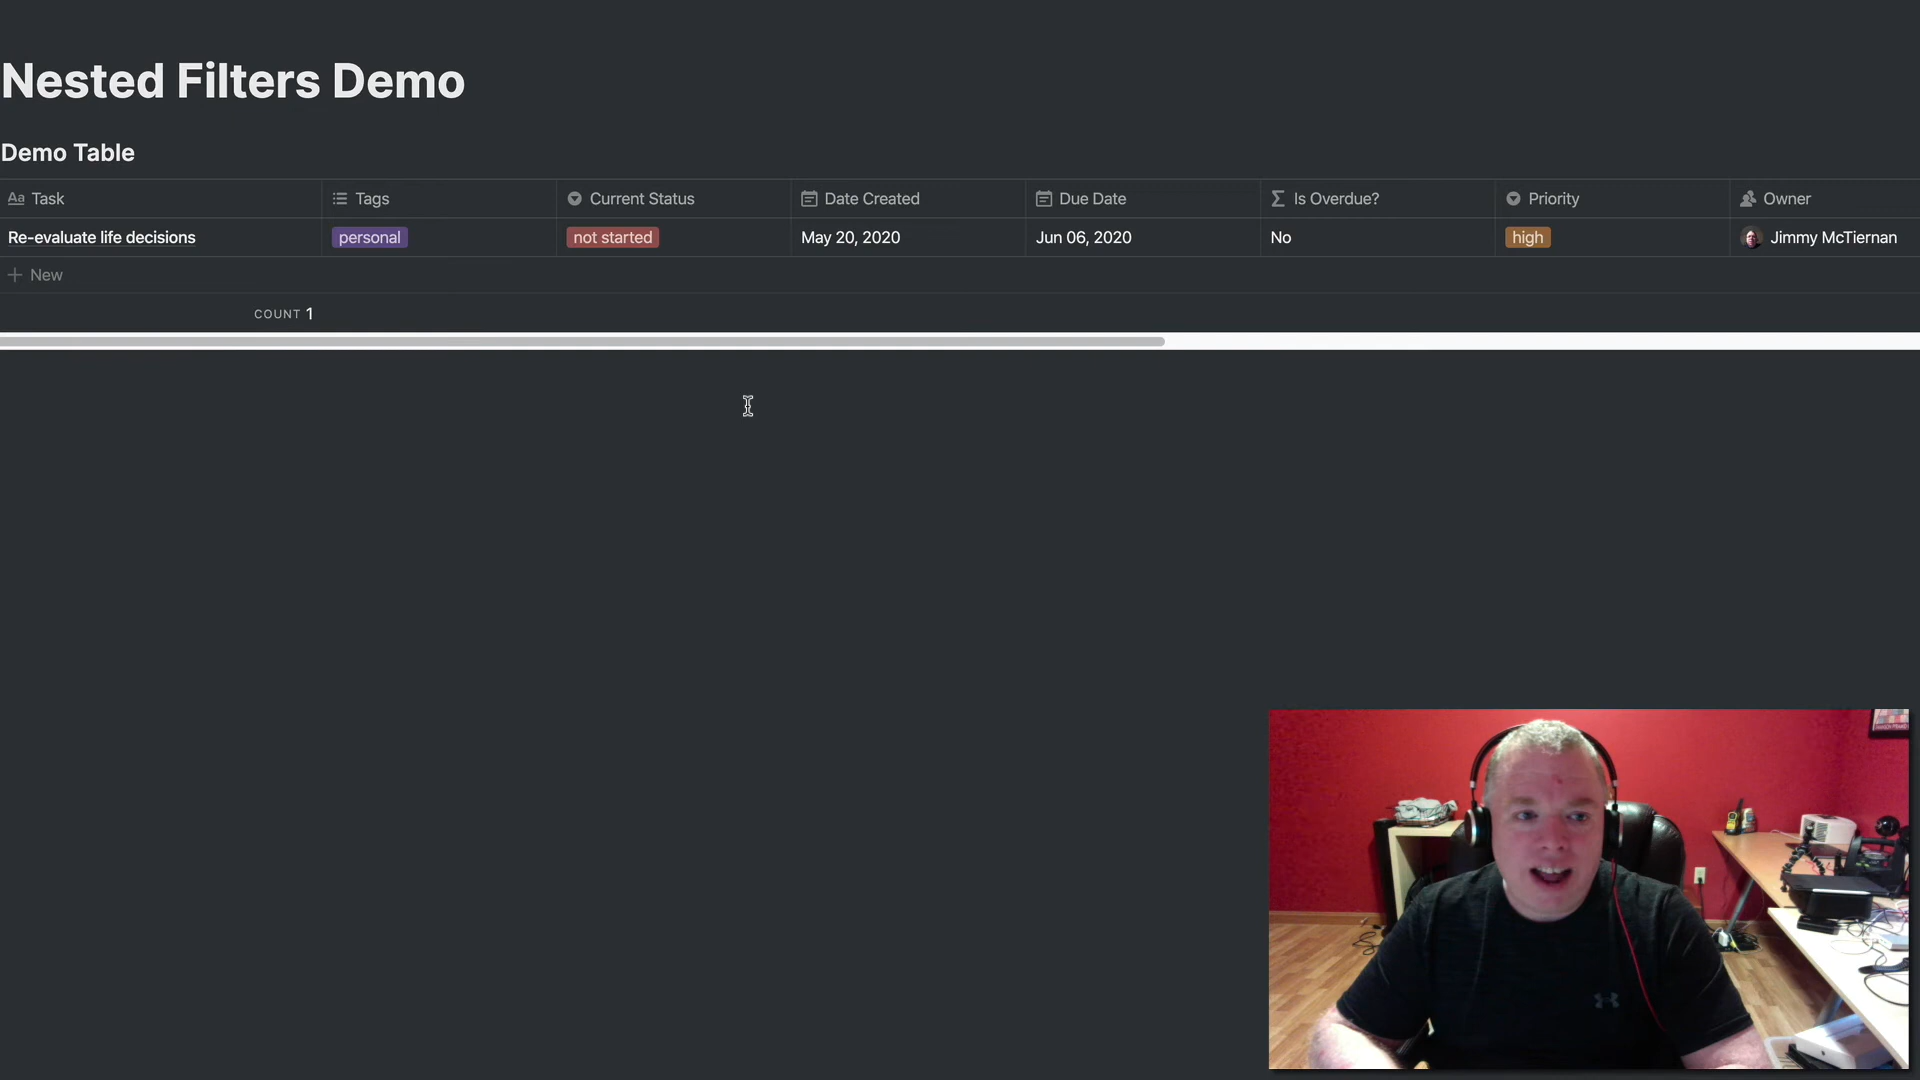 Nested Filters Demo
Demo Table
Aa Task Tags Current Status Date Created Due Date Σ Is Overdue? Priority Owner
Re-evaluate life decisions personal not started May 20, 2020 Jun 06, 2020 No high Jimmy McTiernan
+ New
COUNT 1